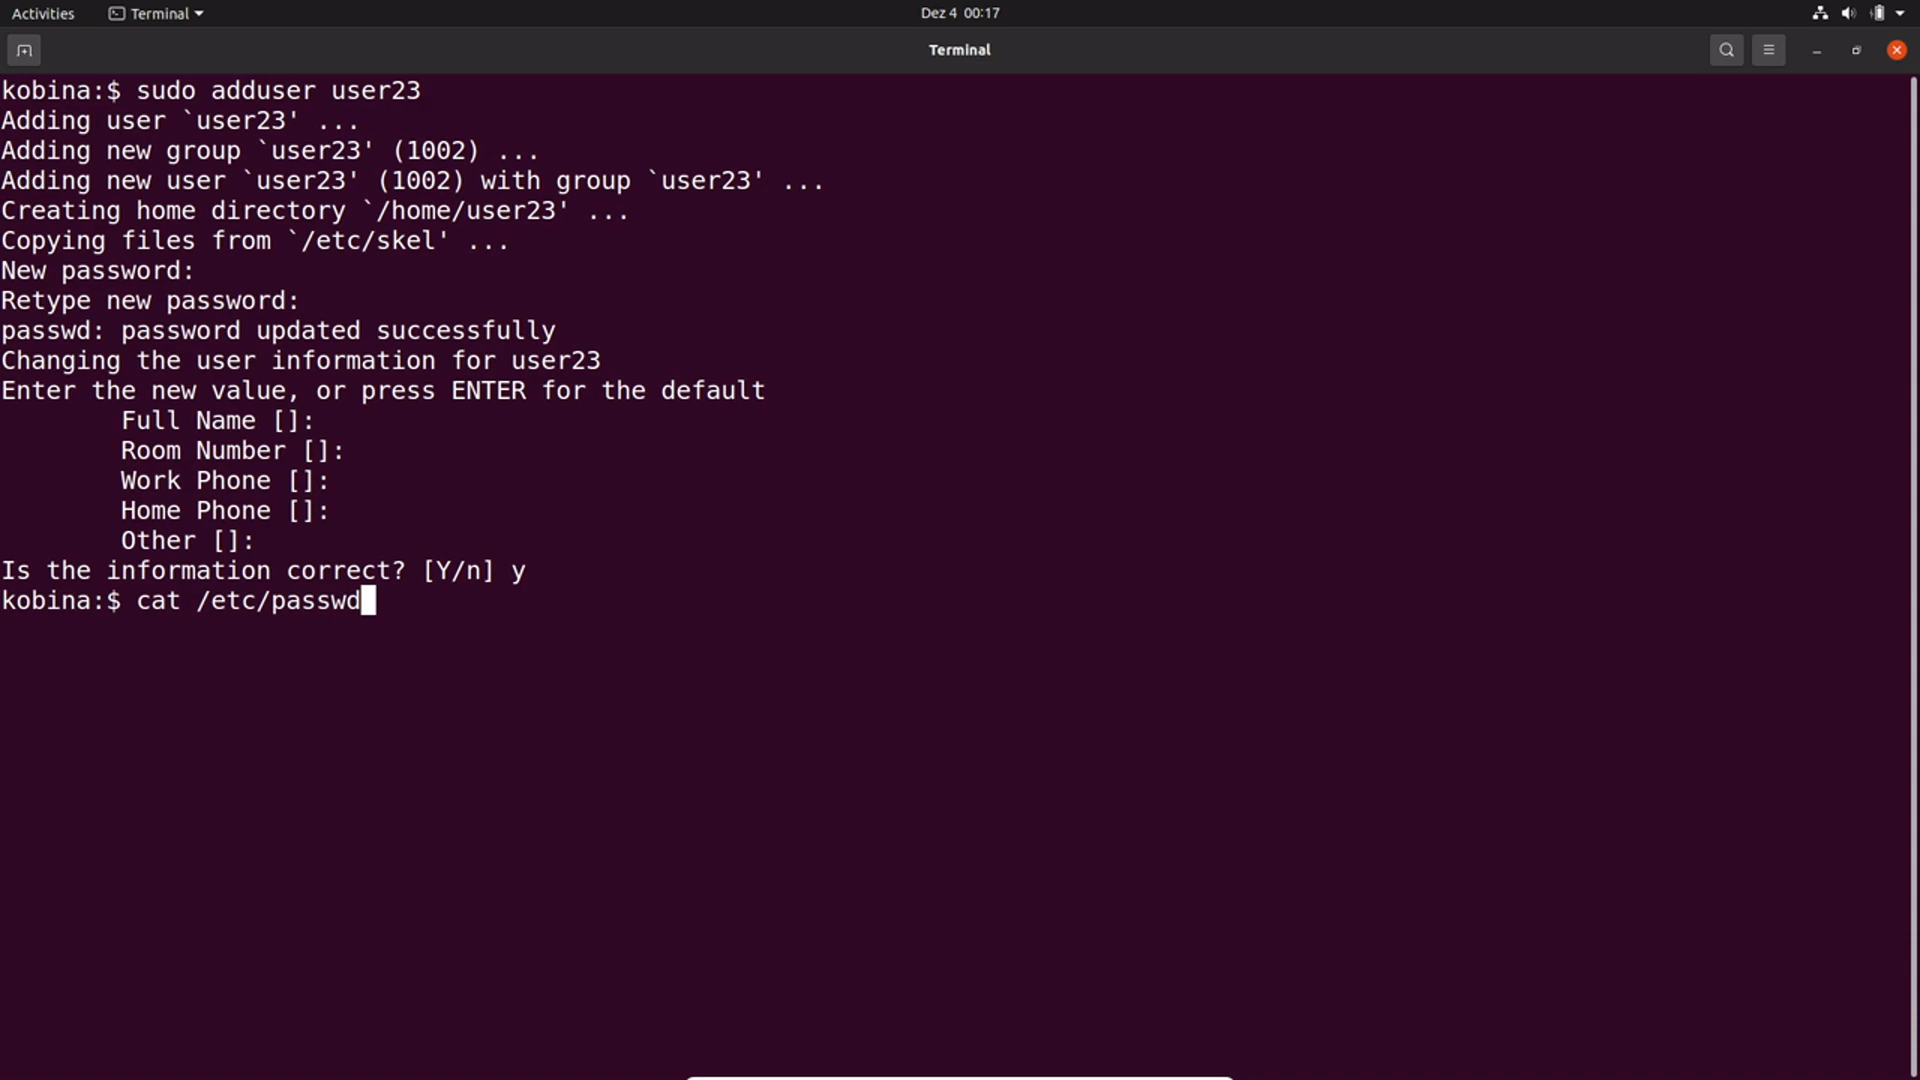 Activities Terminal Dez 4 00:17
Terminal
kobina:$ sudo adduser user23
Adding user `user23' ...
Adding new group `user23' (1002) ...
Adding new user `user23' (1002) with group `user23' ...
Creating home directory `/home/user23' ...
Copying files from `/etc/skel' ...
New password:
Retype new password:
passwd: password updated successfully
Changing the user information for user23
Enter the new value, or press ENTER for the default
Full Name []:
Room Number []:
Work Phone []:
Home Phone []:
Other []:
Is the information correct? [Y/n] y
kobina:$ cat /etc/passwd